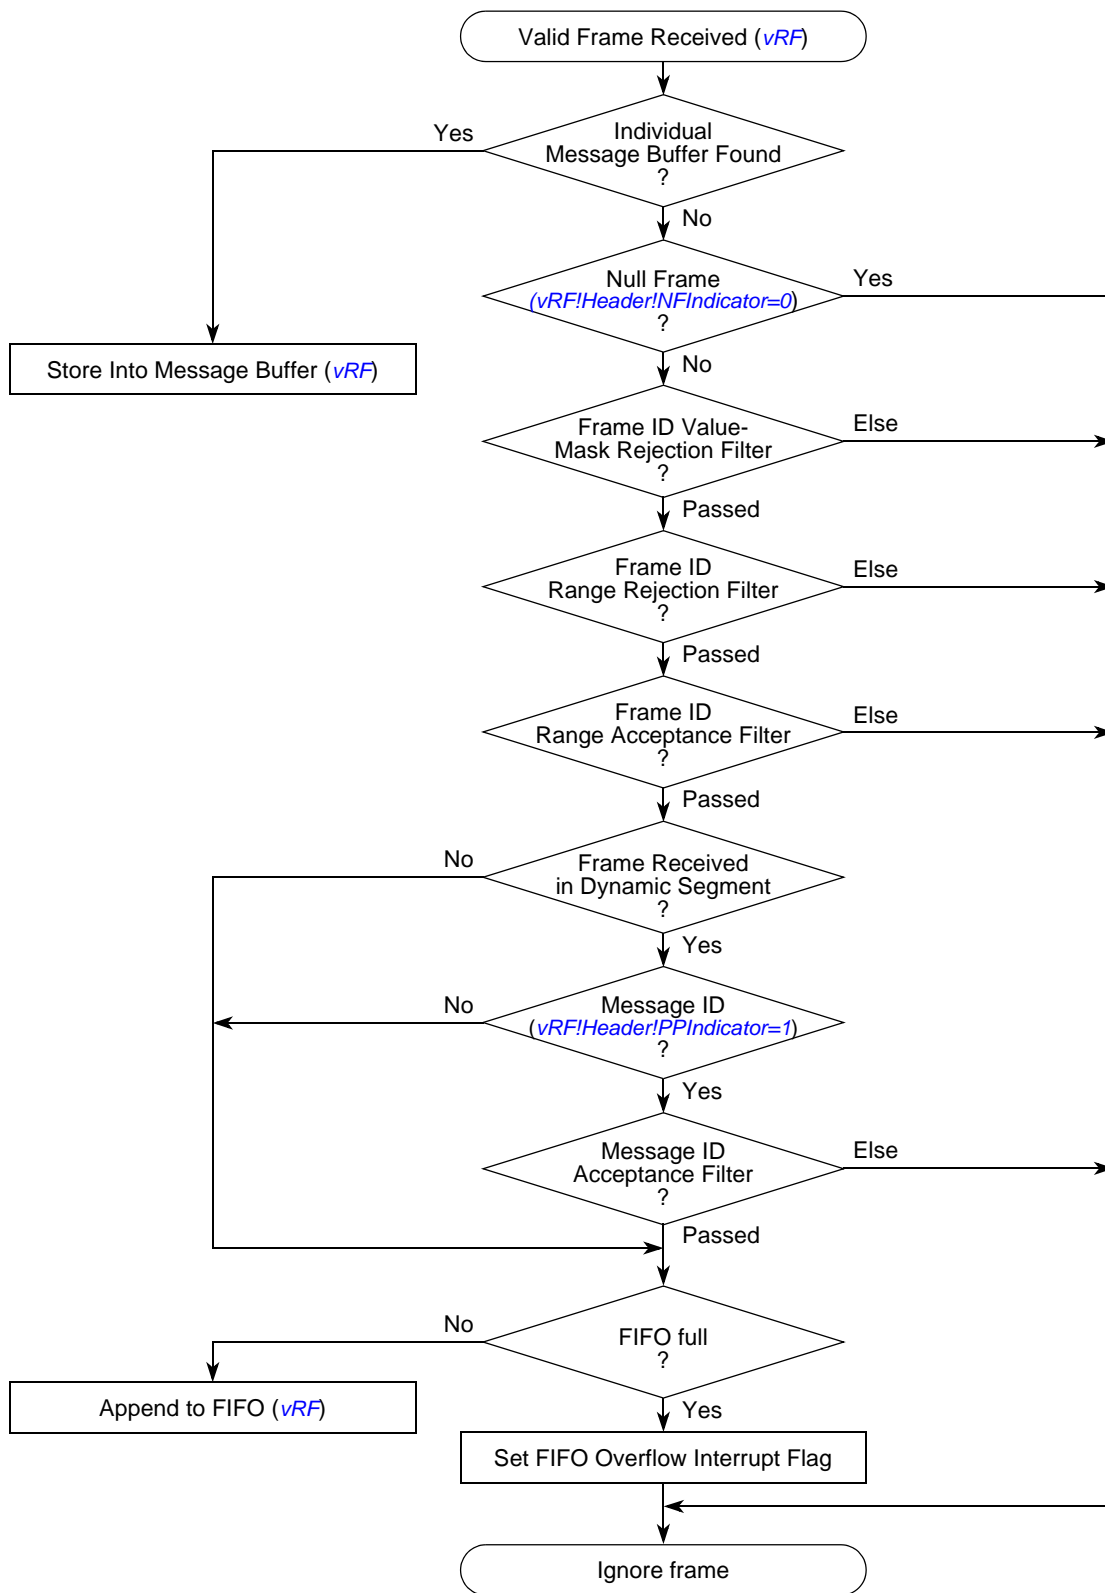 Valid Frame Received (vRF)
Yes
Individual
Message Buffer Found
?
No
Null Frame
(vRF!Header!NFIndicator=0)
?
Yes
Store Into Message Buffer (vRF)
No
Frame ID Value-
Mask Rejection Filter
?
Else
Passed
Frame ID
Range Rejection Filter
?
Else
Passed
Frame ID
Range Acceptance Filter
?
Else
Passed
No
Frame Received
in Dynamic Segment
?
Yes
No
Message ID
(vRF!Header!PPIndicator=1)
?
Yes
Message ID
Acceptance Filter
?
Else
Passed
No
FIFO full
?
Append to FIFO (vRF)
Yes
Set FIFO Overflow Interrupt Flag
Ignore frame